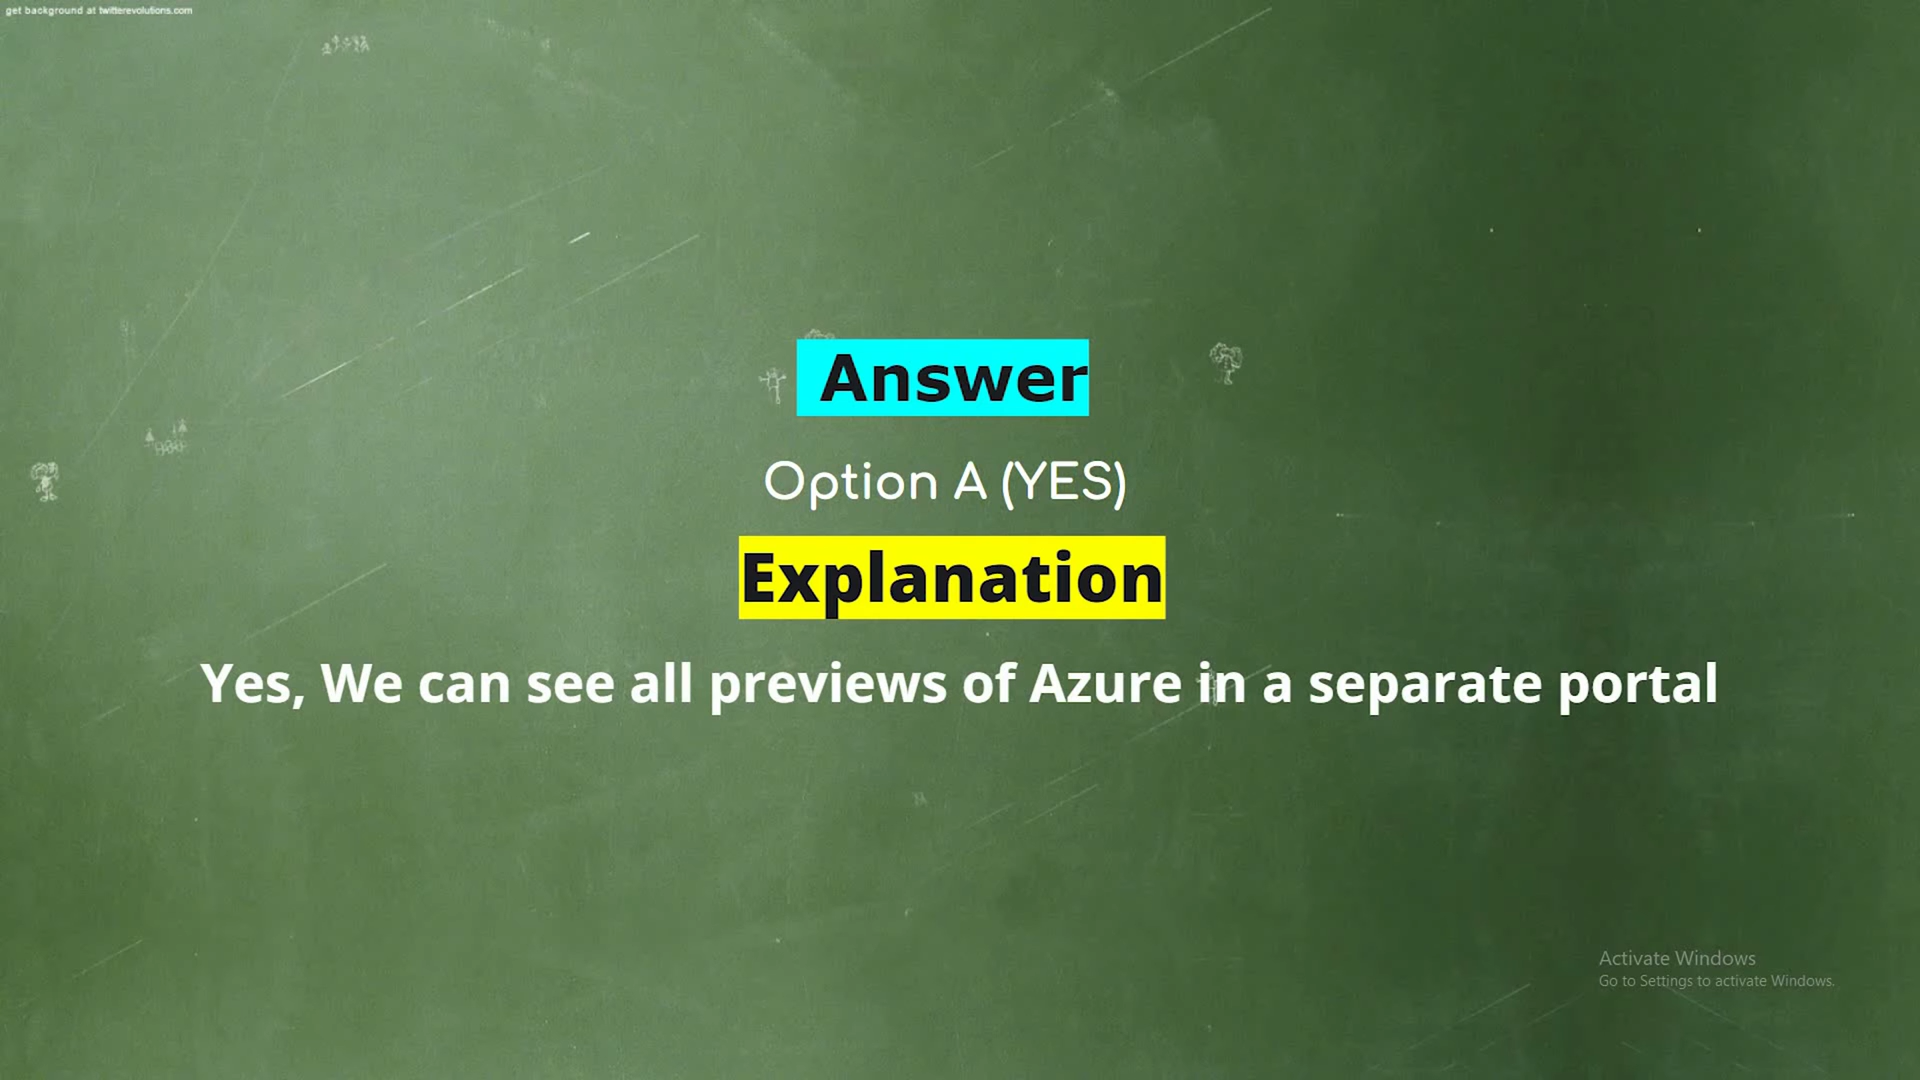 get background at twitterevolutions.com
Answer
Option A (YES)
Explanation
Yes, We can see all previews of Azure in a separate portal
Activate Windows
Go to Settings to activate Windows.